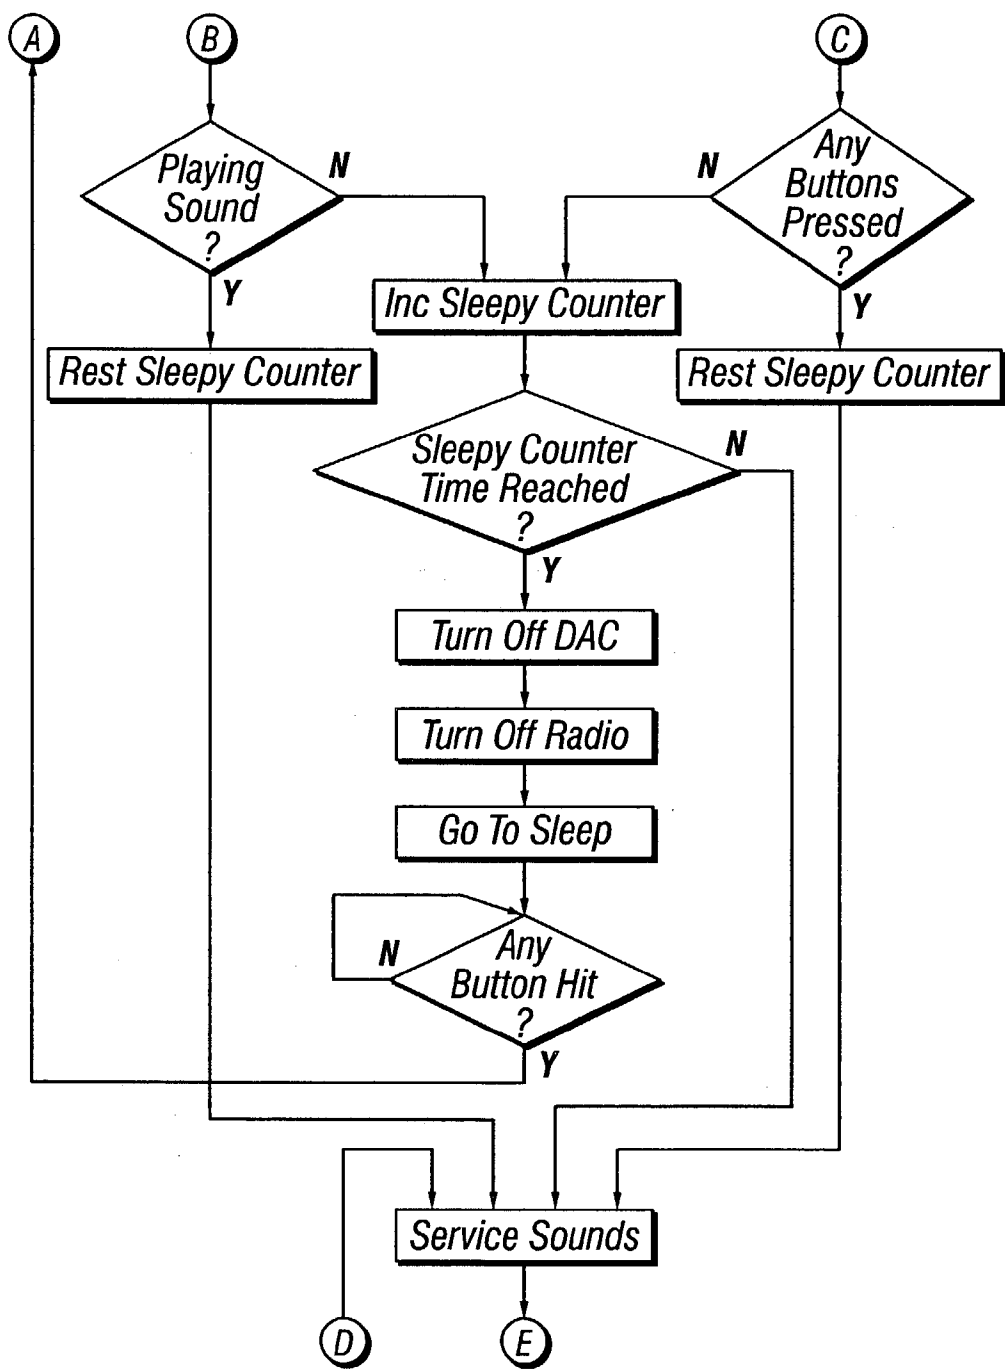 A
B
C
Playing
Sound
?
N
Y
Any
Buttons
Pressed
?
N
Y
Inc Sleepy Counter
Rest Sleepy Counter
Rest Sleepy Counter
Sleepy Counter
Time Reached
?
N
Y
Turn Off DAC
Turn Off Radio
Go To Sleep
Any
Button Hit
?
N
Y
Service Sounds
D
E